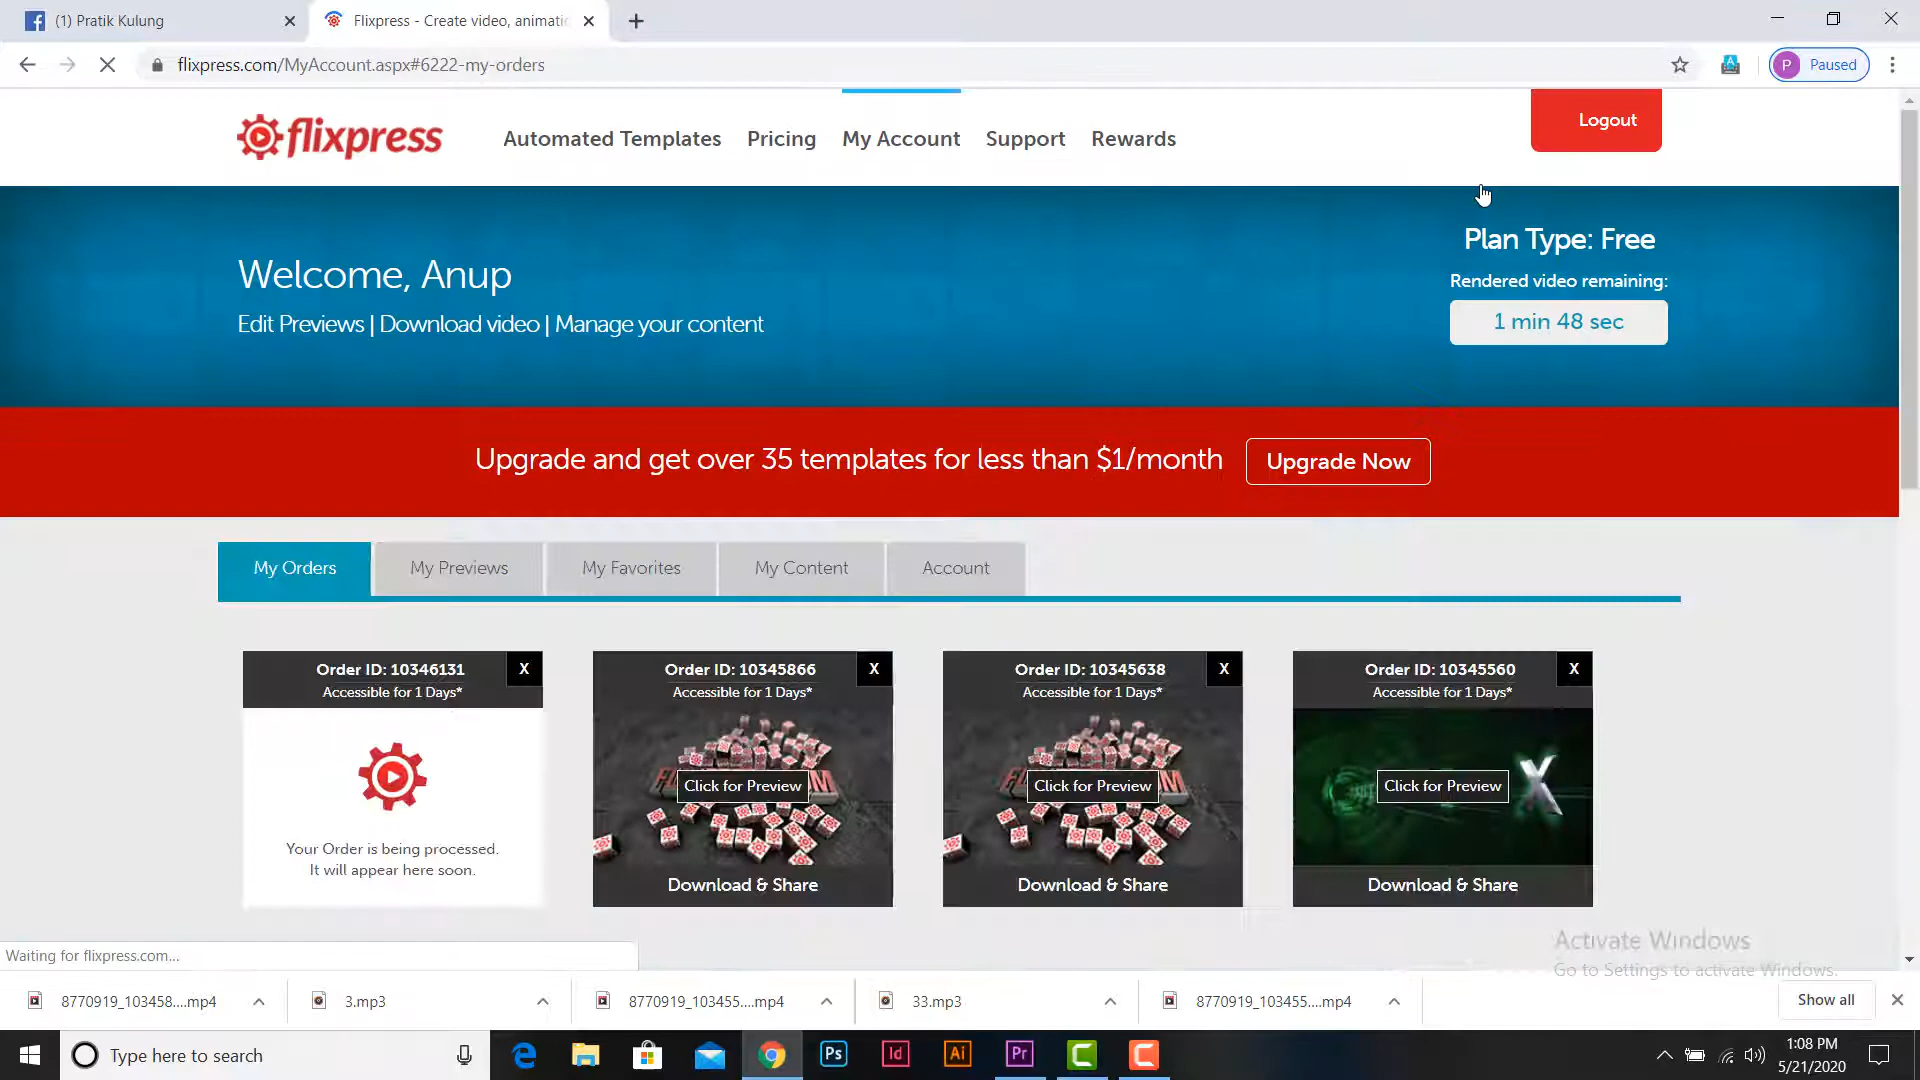 (1) Pratik Kulung
Flixpress - Create video, animatic
flixpress.com/MyAccount.aspx#6222-my-orders
P Paused
flixpress
Automated Templates
Pricing
My Account
Support
Rewards
Logout
Plan Type: Free
Rendered video remaining:
1 min 48 sec
Welcome, Anup
Edit Previews | Download video | Manage your content
Upgrade and get over 35 templates for less than $1/month
Upgrade Now
My Orders
My Previews
My Favorites
My Content
Account
Order ID: 10346131
X
Accessible for 1 Days*
Your Order is being processed.
It will appear here soon.
Order ID: 10345866
X
Accessible for 1 Days*
Click for Preview
Download & Share
Order ID: 10345638
X
Accessible for 1 Days*
Click for Preview
Download & Share
Order ID: 10345560
X
Accessible for 1 Days*
X
Click for Preview
Download & Share
Activate Windows
Go to Settings to activate Windows.
Waiting for flixpress.com...
8770919_103458....mp4
3.mp3
8770919_103455....mp4
33.mp3
8770919_103455....mp4
Show all
Type here to search
Ps
Id
Ai
Pr
1:08 PM
5/21/2020